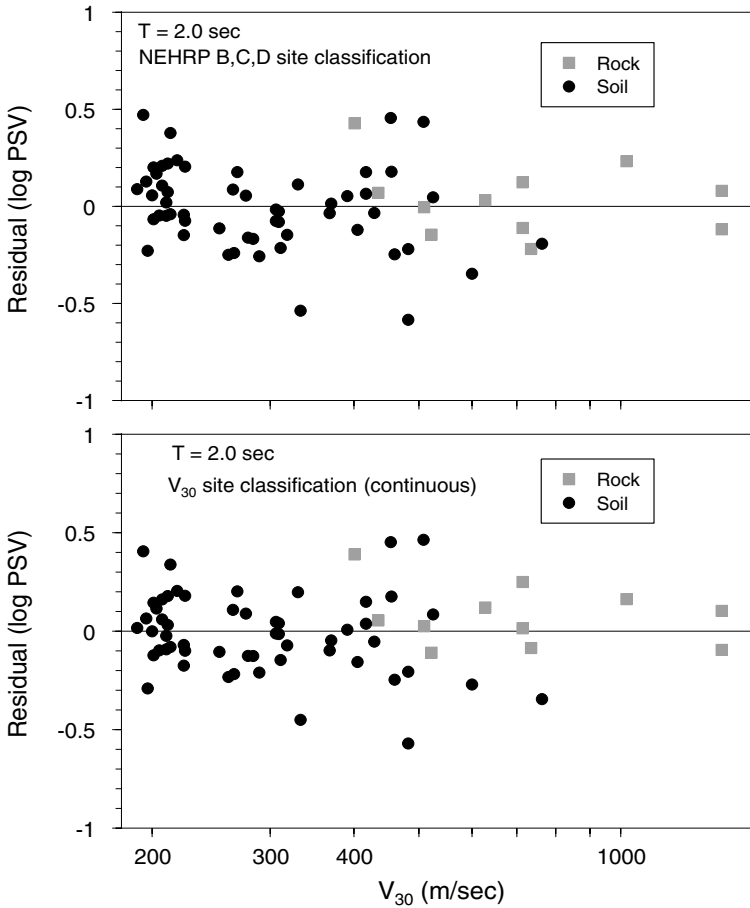 T = 2.0 sec
NEHRP B,C,D site classification
Rock
Soil
1
0.5
0
-0.5
-1
Residual (log PSV)
T = 2.0 sec
V30 site classification (continuous)
Rock
Soil
1
0.5
0
-0.5
-1
Residual (log PSV)
200
300
400
1000
V30 (m/sec)